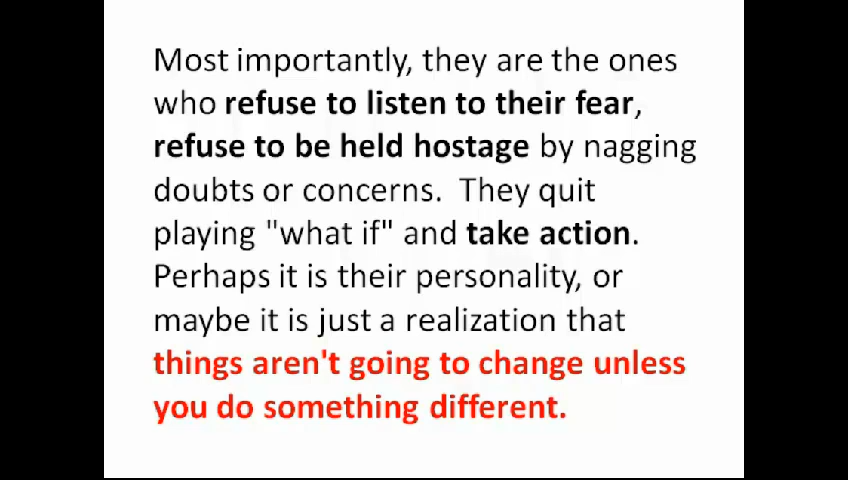 Most importantly, they are the ones
who refuse to listen to their fear,
refuse to be held hostage by nagging
doubts or concerns.  They quit
playing "what if" and take action.
Perhaps it is their personality, or
maybe it is just a realization that
things aren't going to change unless
you do something different.